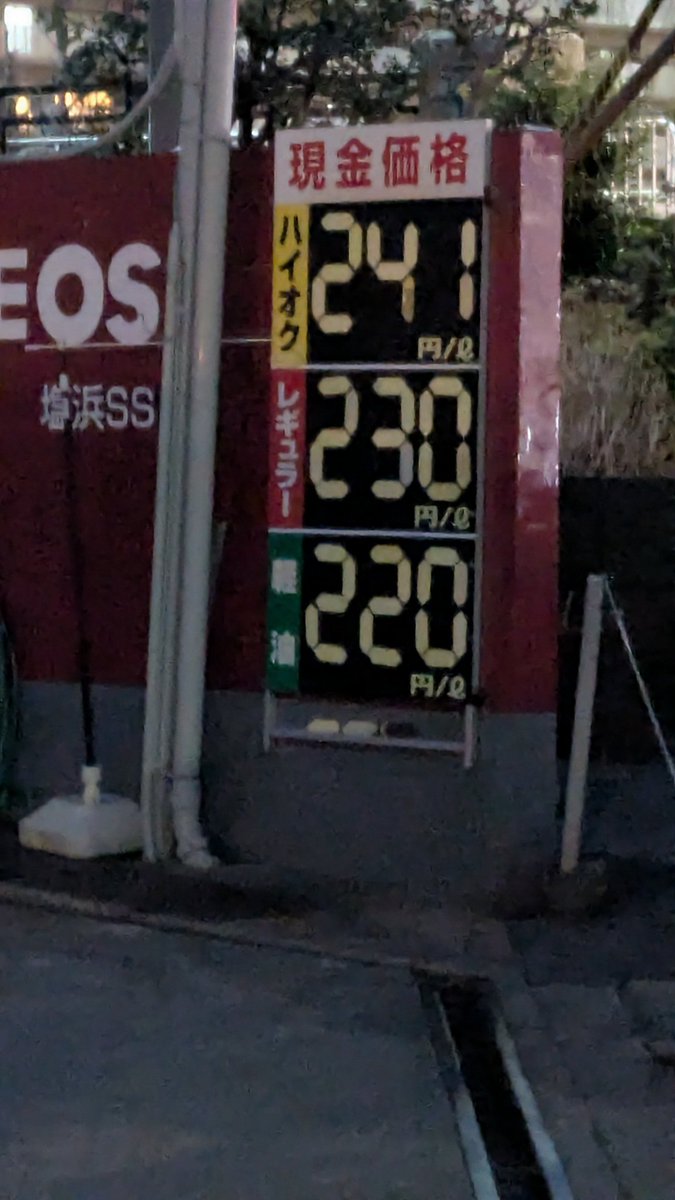 EOS
塩浜SS
現金価格
ハイオク
241
円/ℓ
レギュラー
230
円/ℓ
軽油
220
円/ℓ